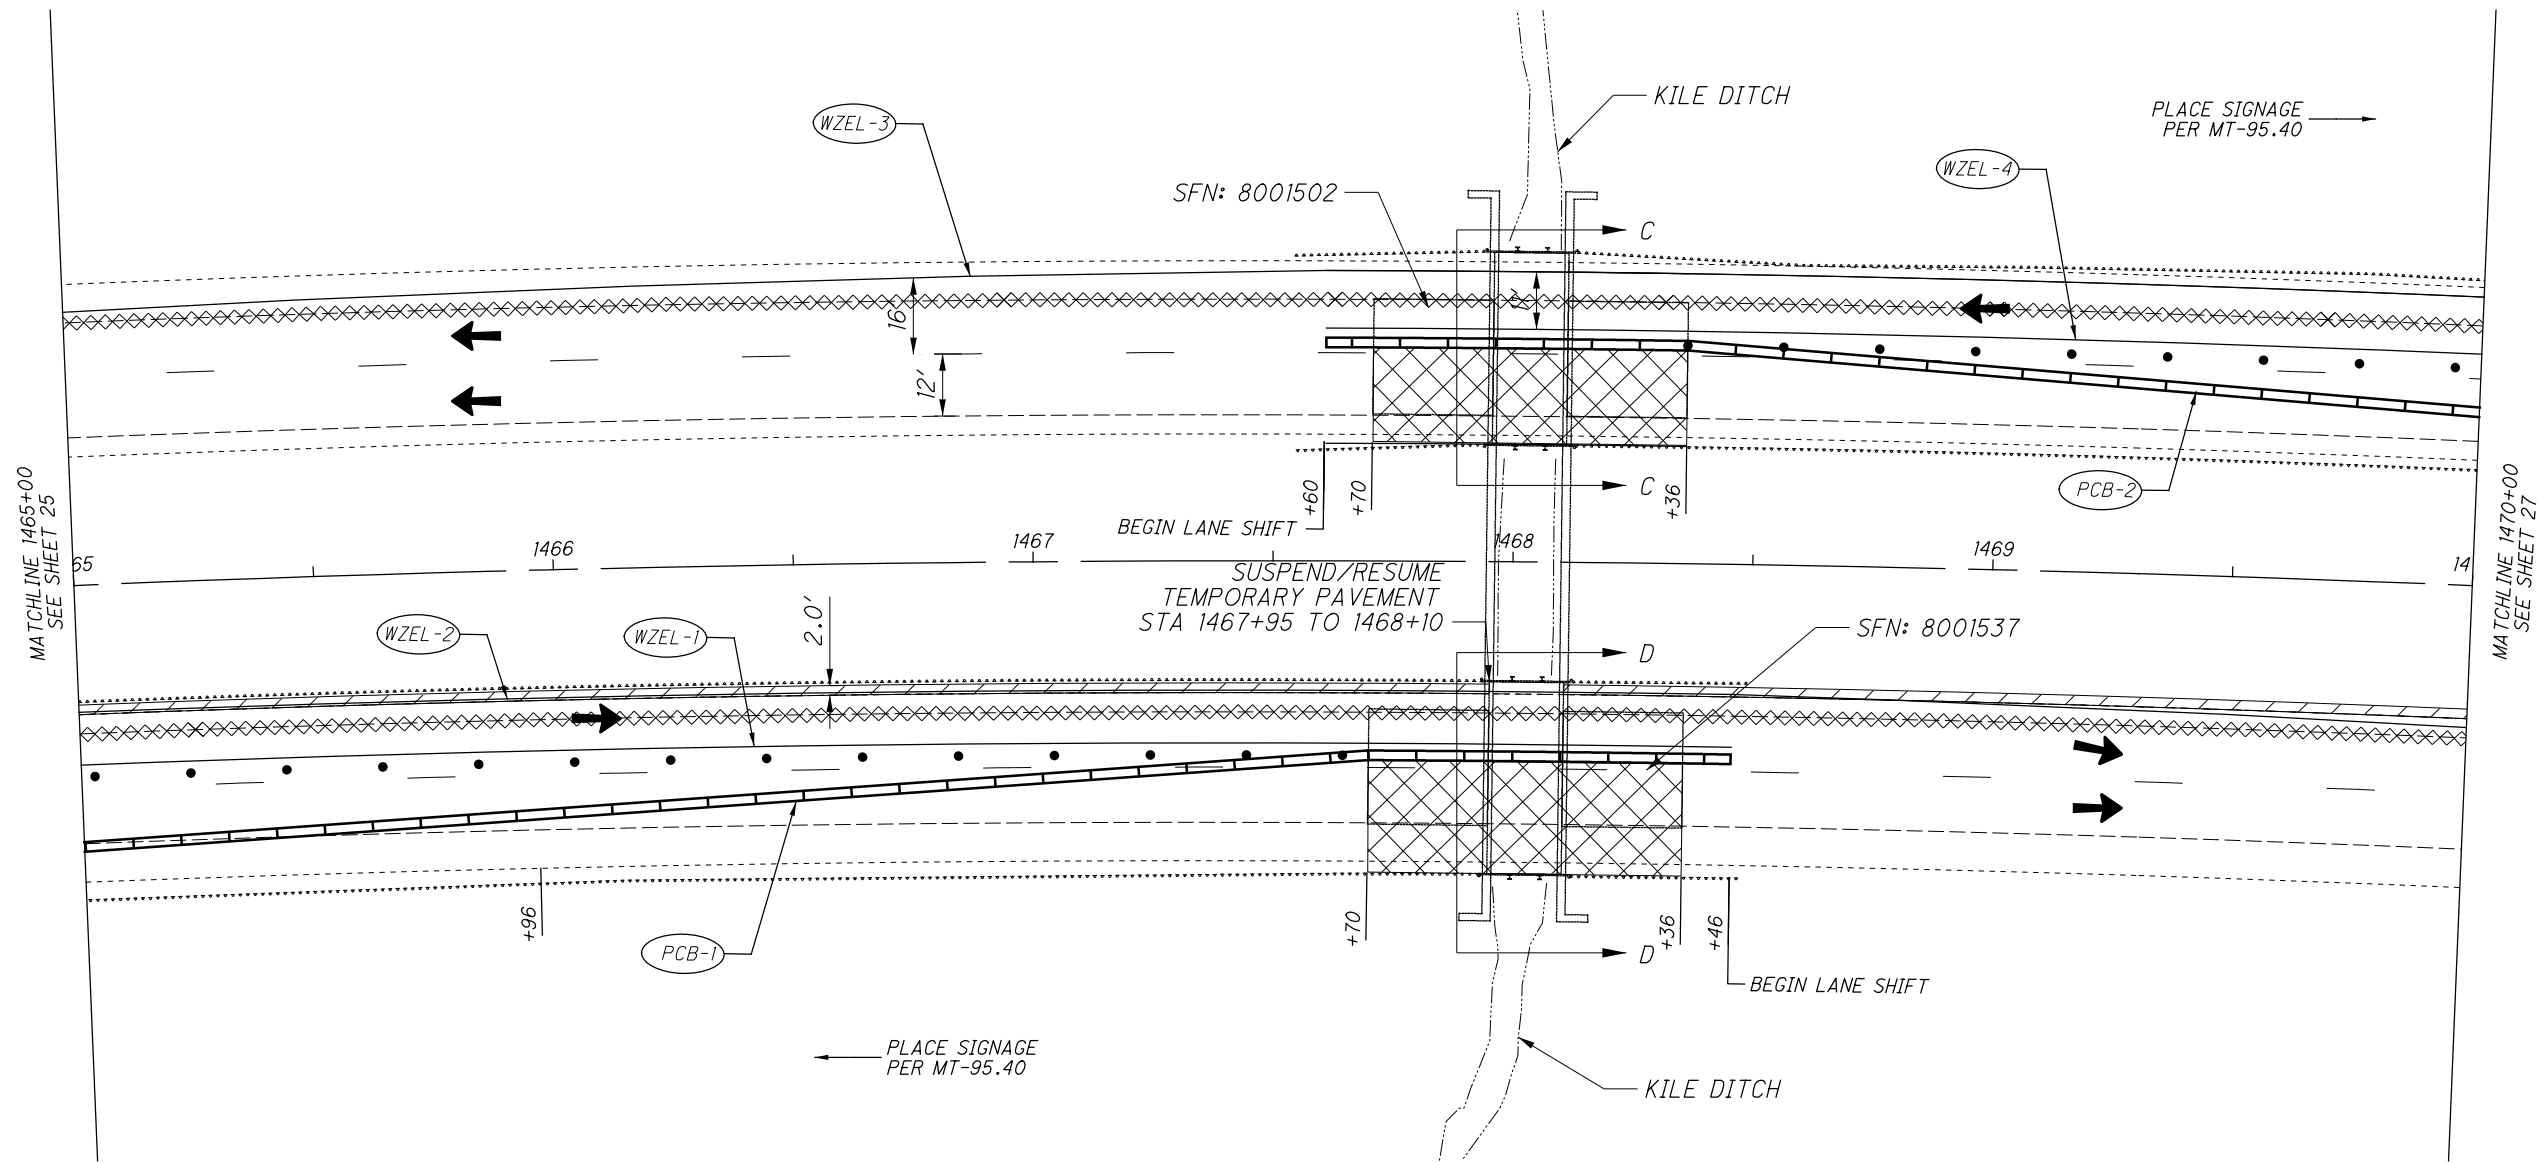 KILE DITCH
PLACE SIGNAGE
PER MT-95.40
WZEL-3
WZEL-4
SFN: 8001502
C
16'
11'
12'
C
PCB-2
+60
+70
+36
BEGIN LANE SHIFT
MATCHLINE 1465+00
SEE SHEET 25
MATCHLINE 1470+00
SEE SHEET 27
65
1466
1467
1468
1469
14
SUSPEND/RESUME
TEMPORARY PAVEMENT
STA 1467+95 TO 1468+10
2.0'
WZEL-2
WZEL-1
SFN: 8001537
D
+96
+70
+36
+46
PCB-1
D
BEGIN LANE SHIFT
PLACE SIGNAGE
PER MT-95.40
KILE DITCH